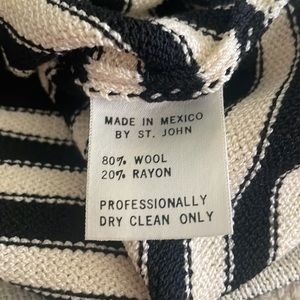 MADE IN MEXICO
BY ST. JOHN
80% WOOL
20% RAYON
PROFESSIONALLY
DRY CLEAN ONLY